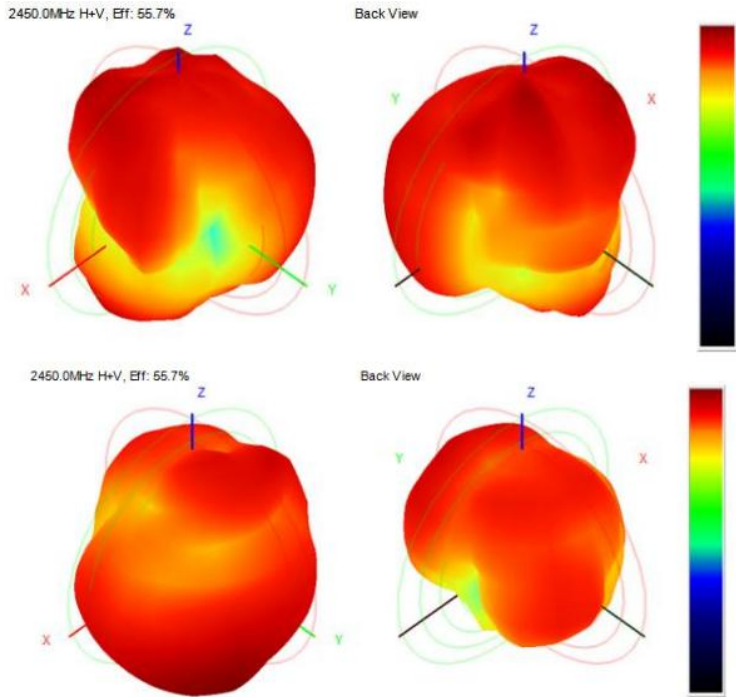 2450.0MHz H+V, Eff: 55.7%
Back View
Z
Y
X
X
Y
2450.0MHz H+V, Eff: 55.7%
Back View
Z
Z
Y
X
X
Y